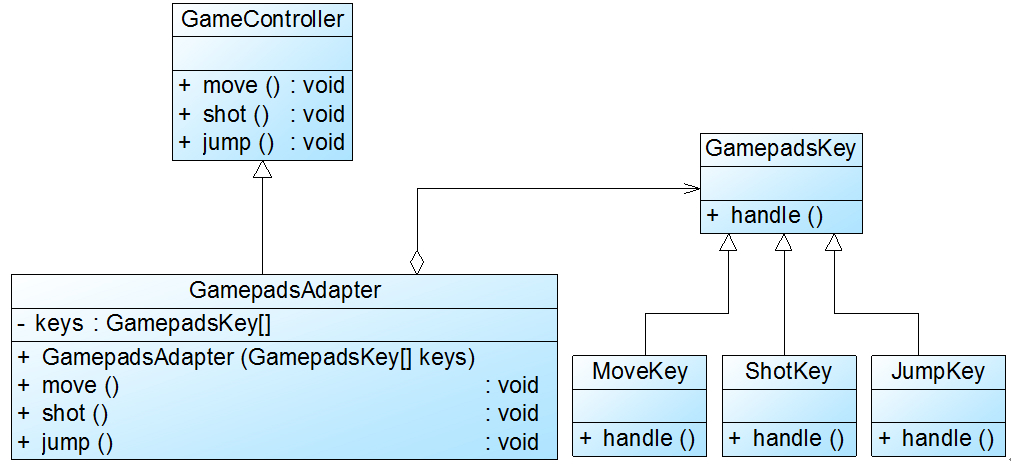 GameController
+ move () : void
+ shot () : void
+ jump () : void
GamepadsKey
+ handle ()
GamepadsAdapter
- keys : GamepadsKey[]
+ GamepadsAdapter (GamepadsKey[] keys)
+ move () : void
+ shot () : void
+ jump () : void
MoveKey
+ handle ()
ShotKey
+ handle ()
JumpKey
+ handle ()